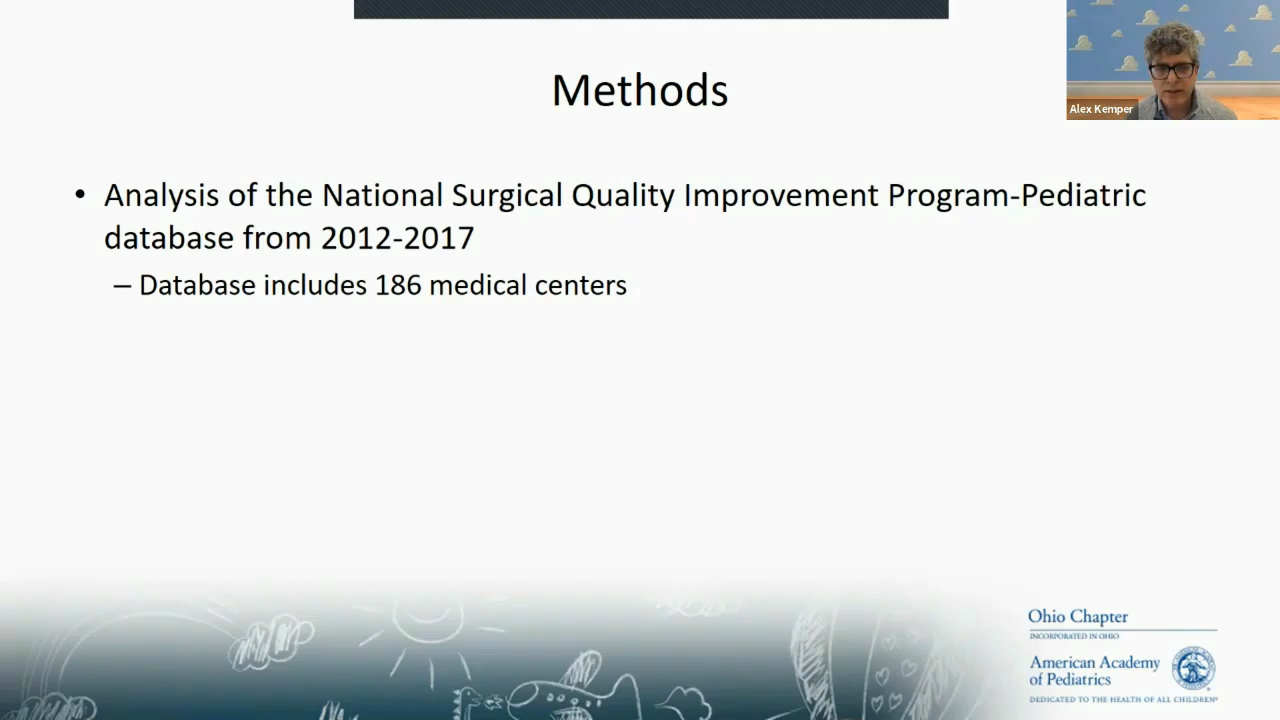 Methods
Alex Kemper
• Analysis of the National Surgical Quality Improvement Program-Pediatric
database from 2012-2017
– Database includes 186 medical centers
Ohio Chapter
INCORPORATED IN OHIO
American Academy
of Pediatrics
DEDICATED TO THE HEALTH OF ALL CHILDREN®